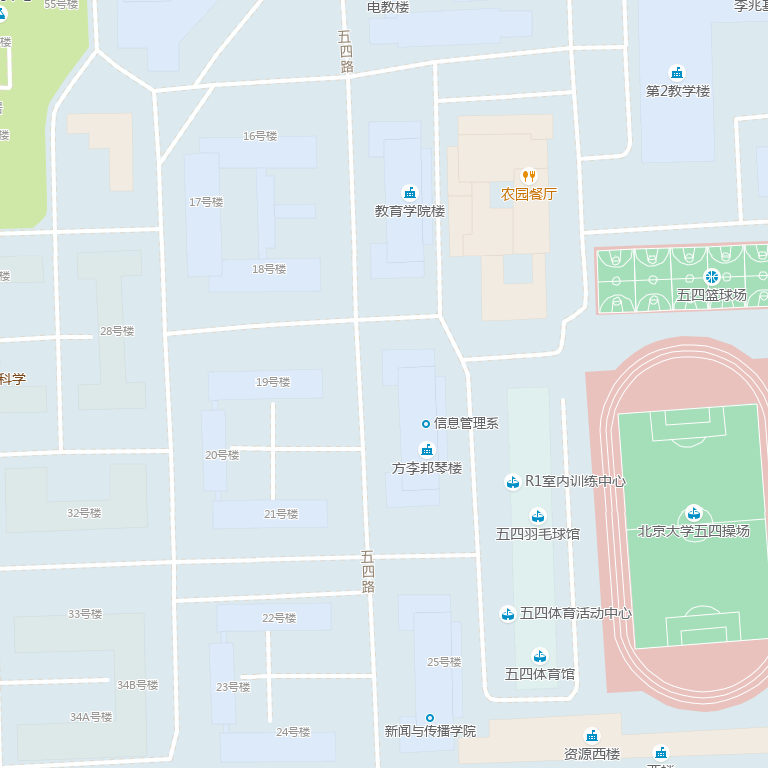 55号楼
电教楼
李兆基
五四路
第2教学楼
16号楼
农园餐厅
17号楼
教育学院楼
18号楼
五四篮球场
28号楼
科学
19号楼
信息管理系
20号楼
方李邦琴楼
R1室内训练中心
32号楼
21号楼
五四羽毛球馆
北京大学五四操场
五四路
33号楼
22号楼
五四体育活动中心
25号楼
五四体育馆
34B号楼
23号楼
34A号楼
24号楼
新闻与传播学院
资源西楼